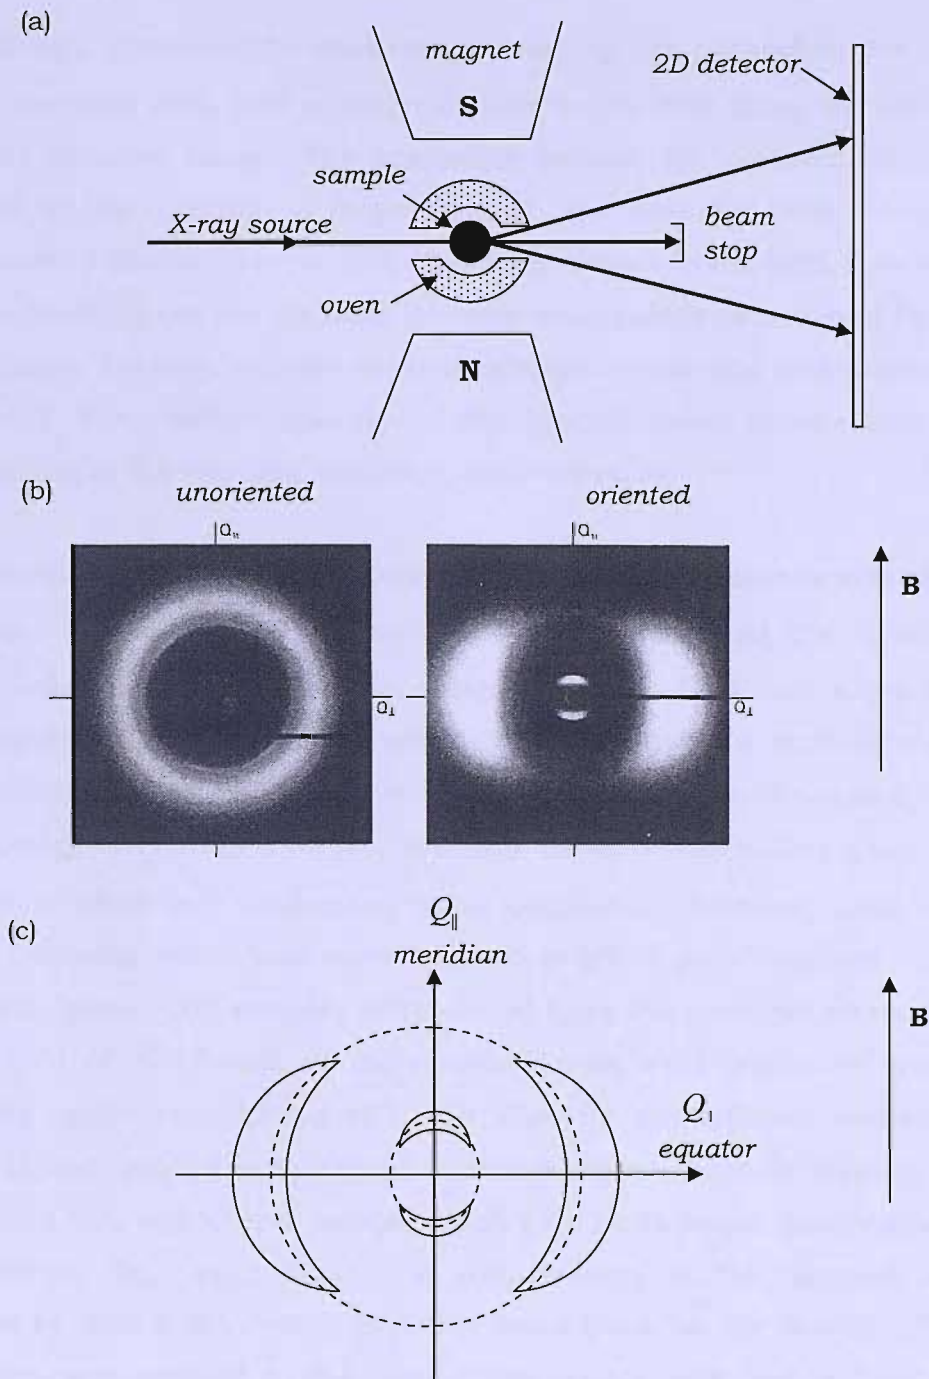 (a)
magnet
S
2D detector
sample
X-ray source
beam
stop
oven
N
(b)
unoriented
oriented
Q∥
Q∥
B
Q⊥
Q⊥
(c)
Q∥
meridian
B
Q⊥
equator